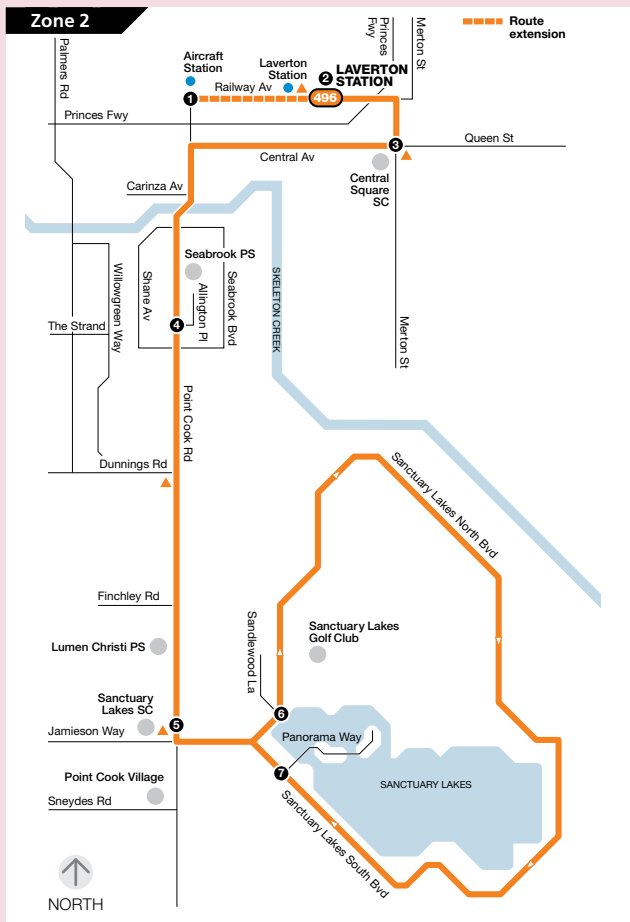 Zone 2
Route
extension
Palmers Rd
Princes
Fwy
Merton St
Aircraft
Station
Laverton
Station
2
LAVERTON
STATION
Railway Av
1
496
Princes Fwy
3
Queen St
Central Av
Central
Square
SC
Carinza Av
Seabrook PS
Willowgreen Way
Shane Av
Allington Pl
Seabrook Blvd
SKELETON CREEK
The Strand
4
Merton St
Point Cook Rd
Dunnings Rd
Sanctuary Lakes North Bvd
Finchley Rd
Sandlewood La
Sanctuary Lakes
Golf Club
Lumen Christi PS
Sanctuary
Lakes SC
5
6
Jamieson Way
Panorama Way
7
Point Cook Village
SANCTUARY LAKES
Sneydes Rd
Sanctuary Lakes South Bvd
NORTH